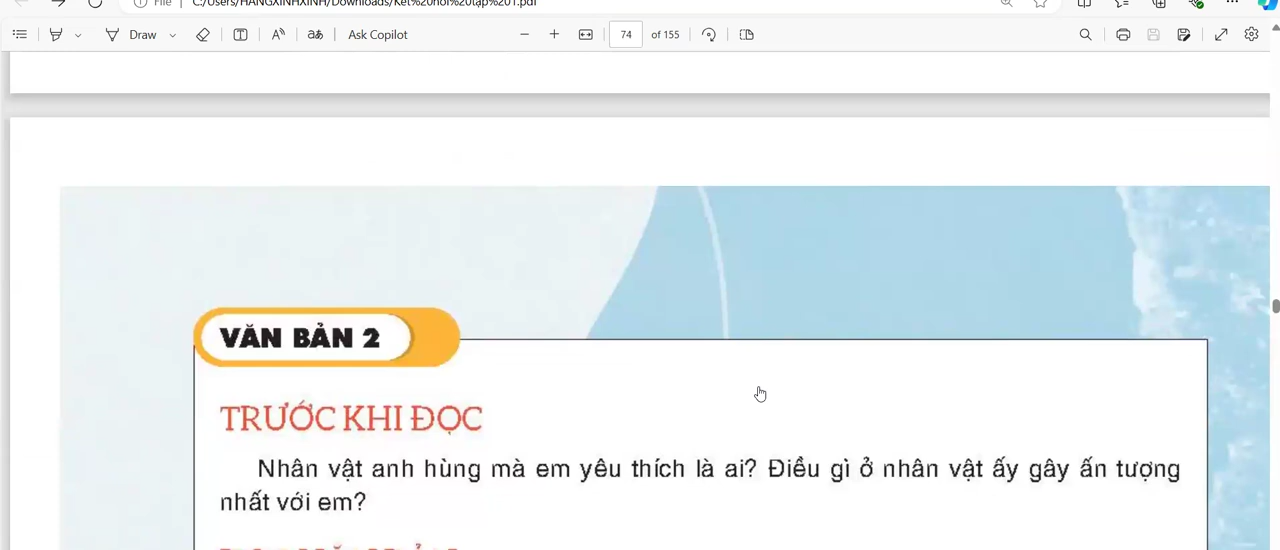 File C:/Users/HANGXINHXINH/Downloads/Ket%20noi%20tap%201.pdf
Draw Ask Copilot 74 of 155
VĂN BẢN 2
TRƯỚC KHI ĐỌC
Nhân vật anh hùng mà em yêu thích là ai? Điều gì ở nhân vật ấy gây ấn tượng
nhất với em?